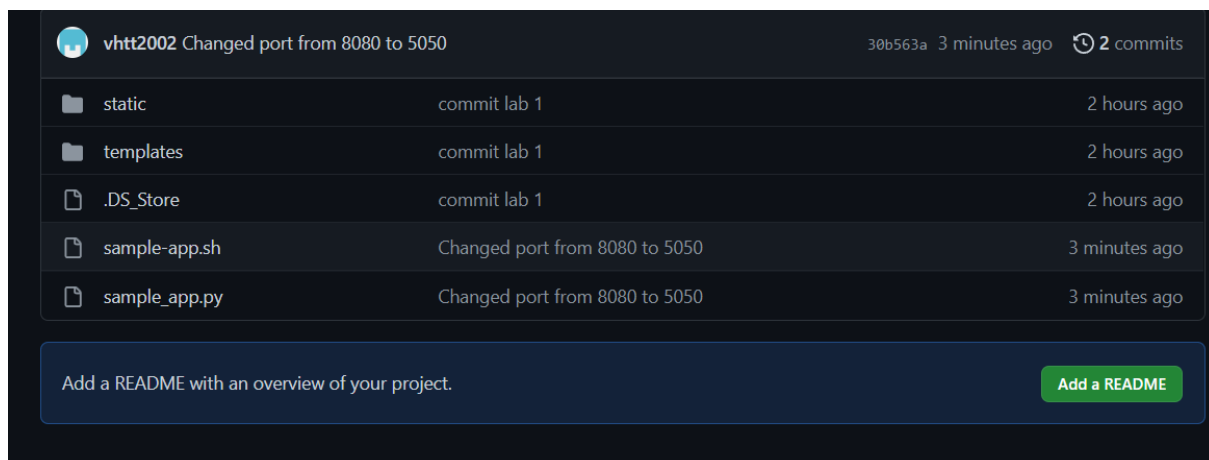 vhtt2002 Changed port from 8080 to 5050 30b563a 3 minutes ago 2 commits
static commit lab 1 2 hours ago
templates commit lab 1 2 hours ago
.DS_Store commit lab 1 2 hours ago
sample-app.sh Changed port from 8080 to 5050 3 minutes ago
sample_app.py Changed port from 8080 to 5050 3 minutes ago
Add a README with an overview of your project. Add a README